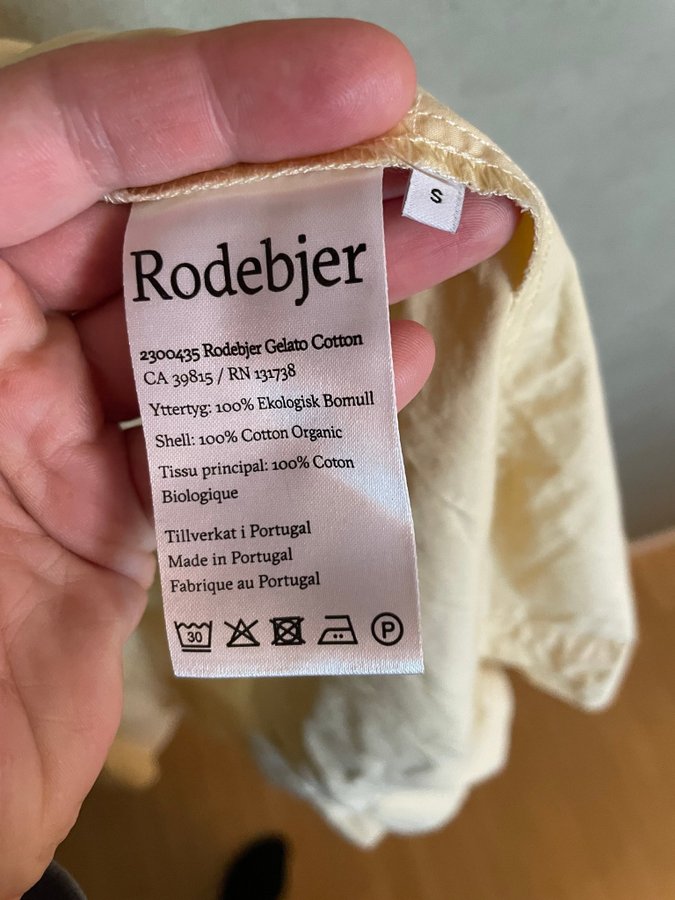 S
Rodebjer
2300435 Rodebjer Gelato Cotton
CA 39815 / RN 131738
Yttertyg: 100% Ekologisk Bomull
Shell: 100% Cotton Organic
Tissu principal: 100% Coton
Biologique
Tillverkat i Portugal
Made in Portugal
Fabrique au Portugal
30 P